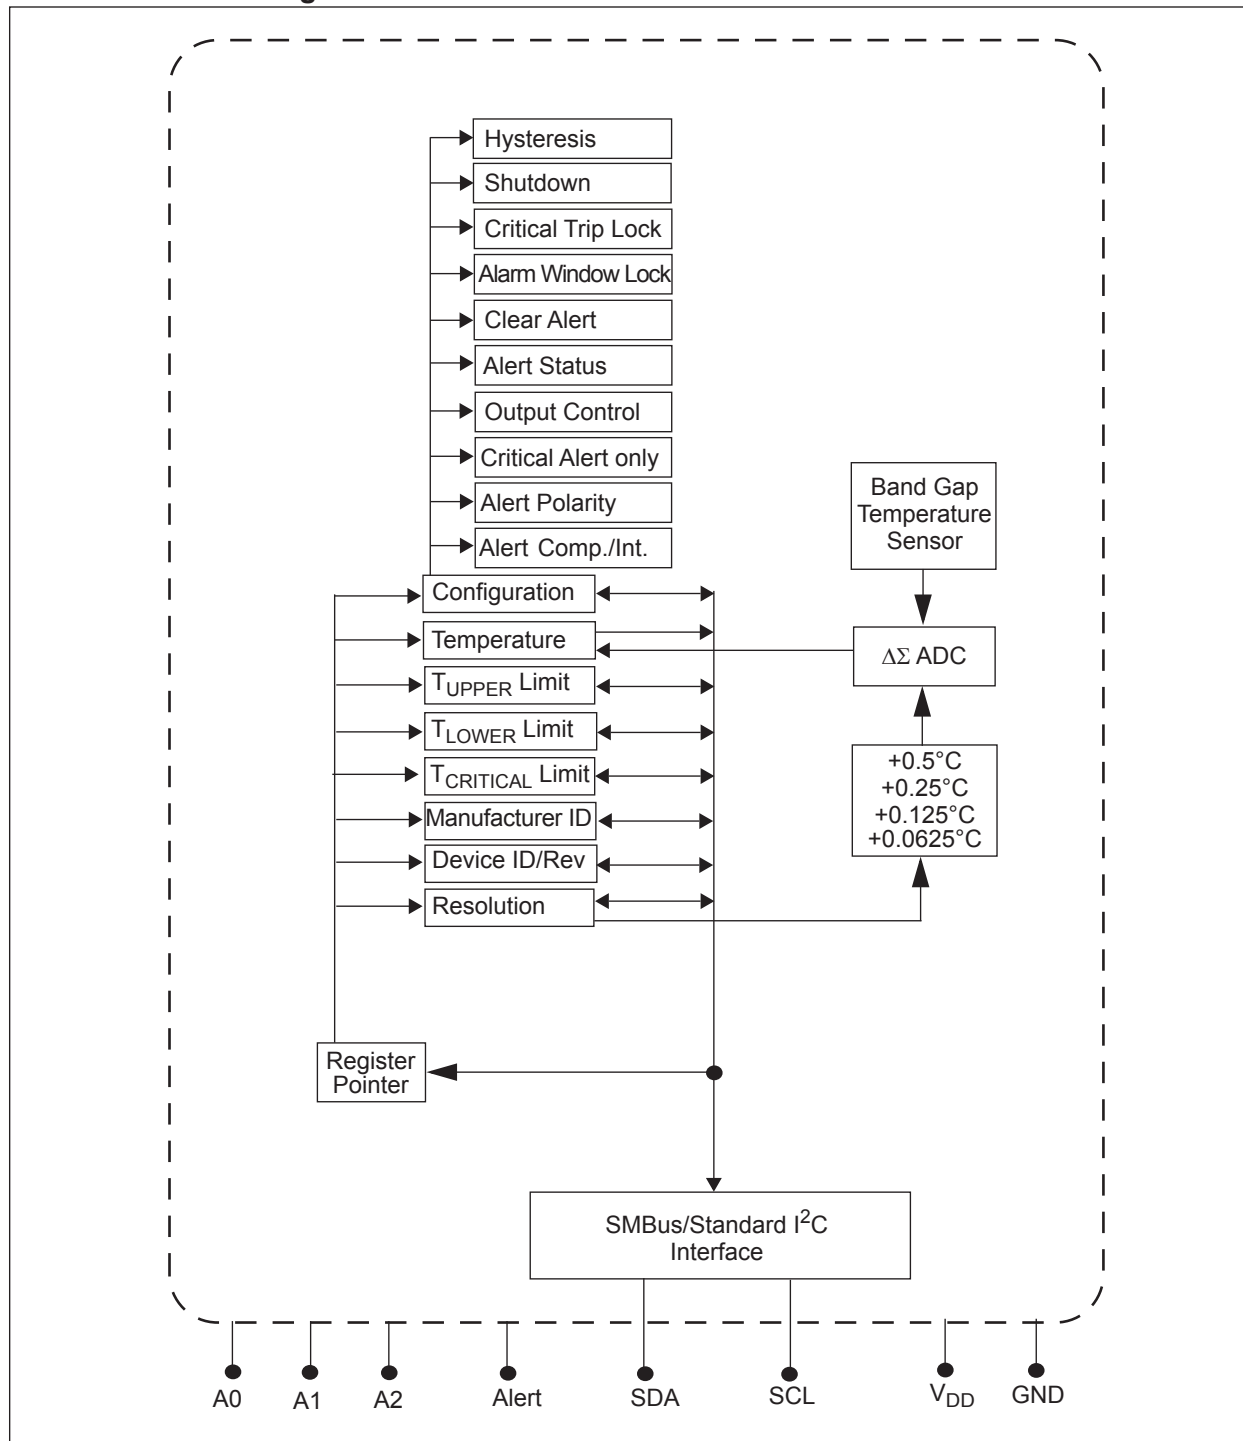 Hysteresis
Shutdown
Critical Trip Lock
Alarm Window Lock
Clear Alert
Alert Status
Output Control
Critical Alert only
Alert Polarity
Alert Comp./Int.
Configuration
Temperature
TUPPER Limit
TLOWER Limit
TCRITICAL Limit
Manufacturer ID
Device ID/Rev
Resolution
Register
Pointer
Band Gap
Temperature
Sensor
ΔΣ ADC
+0.5°C
+0.25°C
+0.125°C
+0.0625°C
SMBus/Standard I²C
Interface
A0
A1
A2
Alert
SDA
SCL
VDD
GND